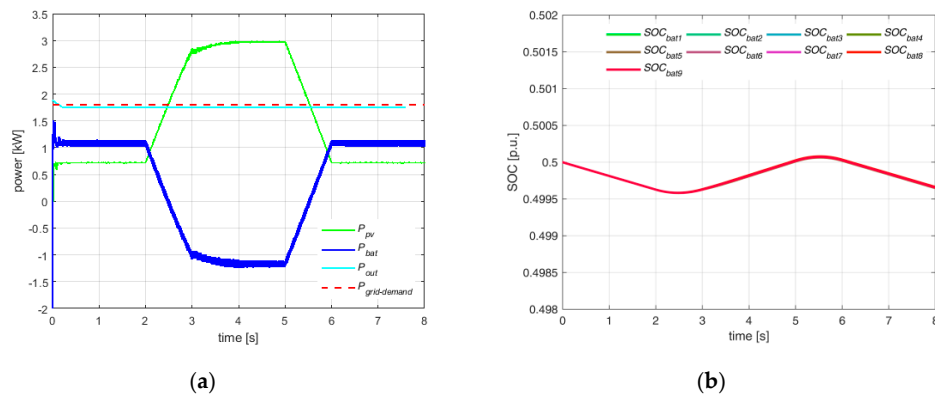 3.5
3
2.5
2
1.5
1
0.5
0
-0.5
-1
-1.5
-2
power [kW]
P_pv
P_bat
P_out
P_grid-demand
0 1 2 3 4 5 6 7 8
time [s]
(a)
0.502
0.5015
0.501
0.5005
0.5
0.4995
0.499
0.4985
0.498
SOC [p.u.]
SOC_bat1 SOC_bat2 SOC_bat3 SOC_bat4
SOC_bat5 SOC_bat6 SOC_bat7 SOC_bat8
SOC_bat9
0 1 2 3 4 5 6 7 8
time [s]
(b)